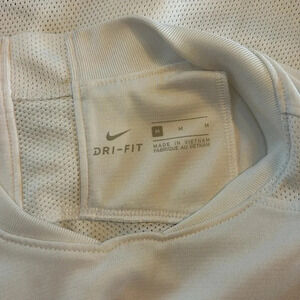 M M M
DRI-FIT
MADE IN VIETNAM
FABRIQUÉ AU VIETNAM